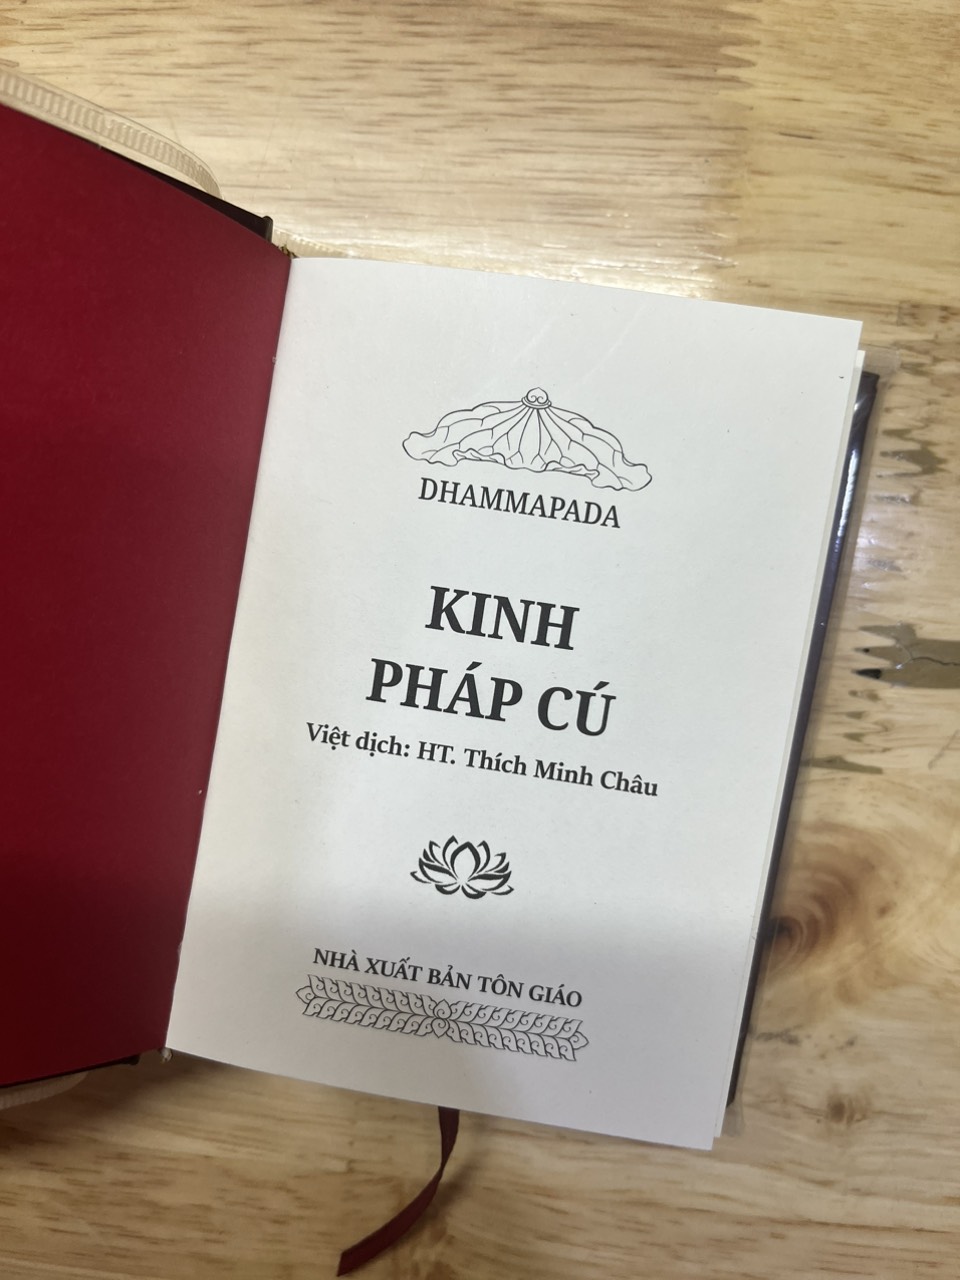 DHAMMAPADA
KINH
PHÁP CÚ
Việt dịch: HT. Thích Minh Châu
NHÀ XUẤT BẢN TÔN GIÁO